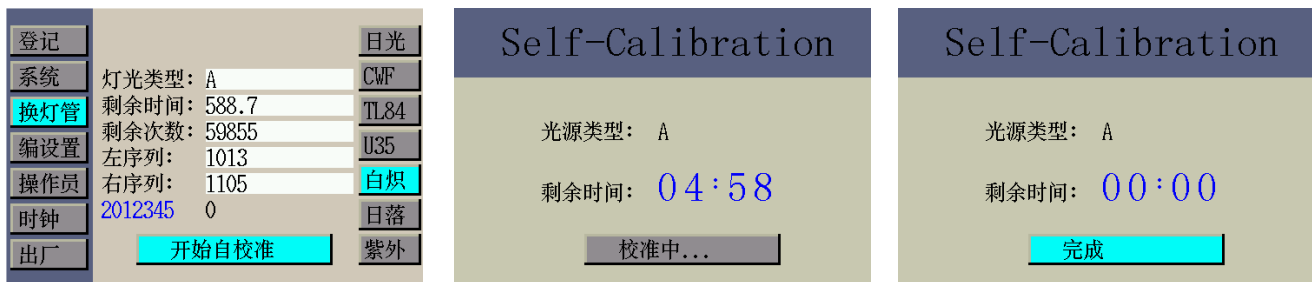 登记
系统
换灯管
编设置
操作员
时钟
出厂
灯光类型: A
剩余时间: 588.7
剩余次数: 59855
左序列: 1013
右序列: 1105
2012345 0
开始自校准
日光
CWF
TL84
U35
白炽
日落
紫外
Self-Calibration
光源类型: A
剩余时间: 04:58
校准中...
Self-Calibration
光源类型: A
剩余时间: 00:00
完成